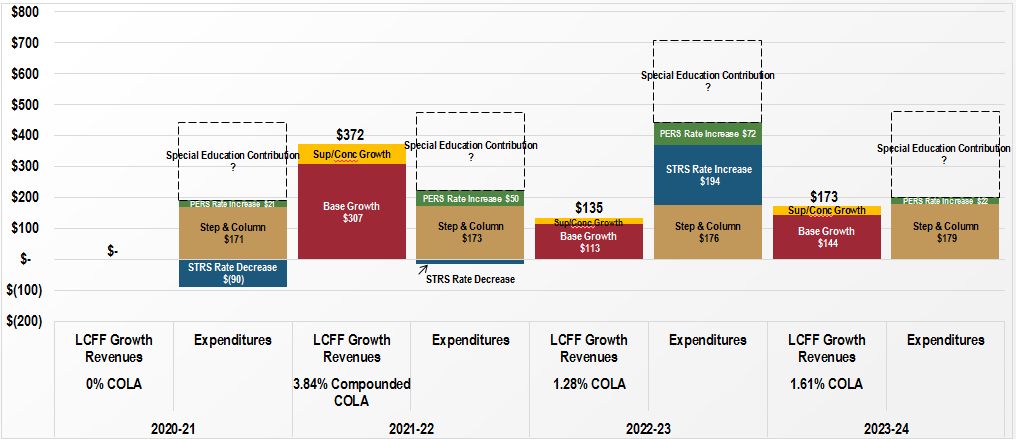 $800
$700
$600
$500
$400
$300
$200
$100
$-
$(100)
$(200)
$-
Special Education Contribution
?
PERS Rate Increase $21
Step & Column
$171
STRS Rate Decrease
$(90)
$372
Sup/Conc Growth
Base Growth
$307
Special Education Contribution
?
PERS Rate Increase $50
Step & Column
$173
STRS Rate Decrease
$135
Sup/Conc Growth
Base Growth
$113
Special Education Contribution
?
PERS Rate Increase $72
STRS Rate Increase
$194
Step & Column
$176
$173
Sup/Conc Growth
Base Growth
$144
Special Education Contribution
?
PERS Rate Increase $22
Step & Column
$179
LCFF Growth
Revenues
Expenditures
LCFF Growth
Revenues
Expenditures
LCFF Growth
Revenues
Expenditures
LCFF Growth
Revenues
Expenditures
0% COLA
3.84% Compounded
COLA
1.28% COLA
1.61% COLA
2020-21
2021-22
2022-23
2023-24